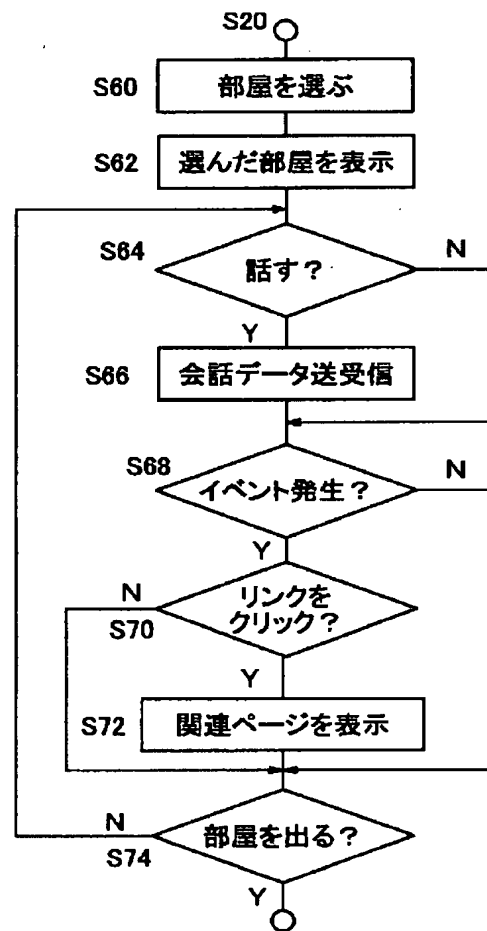 S20
S60 部屋を選ぶ
S62 選んだ部屋を表示
S64 話す？ N
Y
S66 会話データ送受信
S68 イベント発生？ N
Y
N リンクを
S70 クリック？
Y
S72 関連ページを表示
N 部屋を出る？
S74
Y